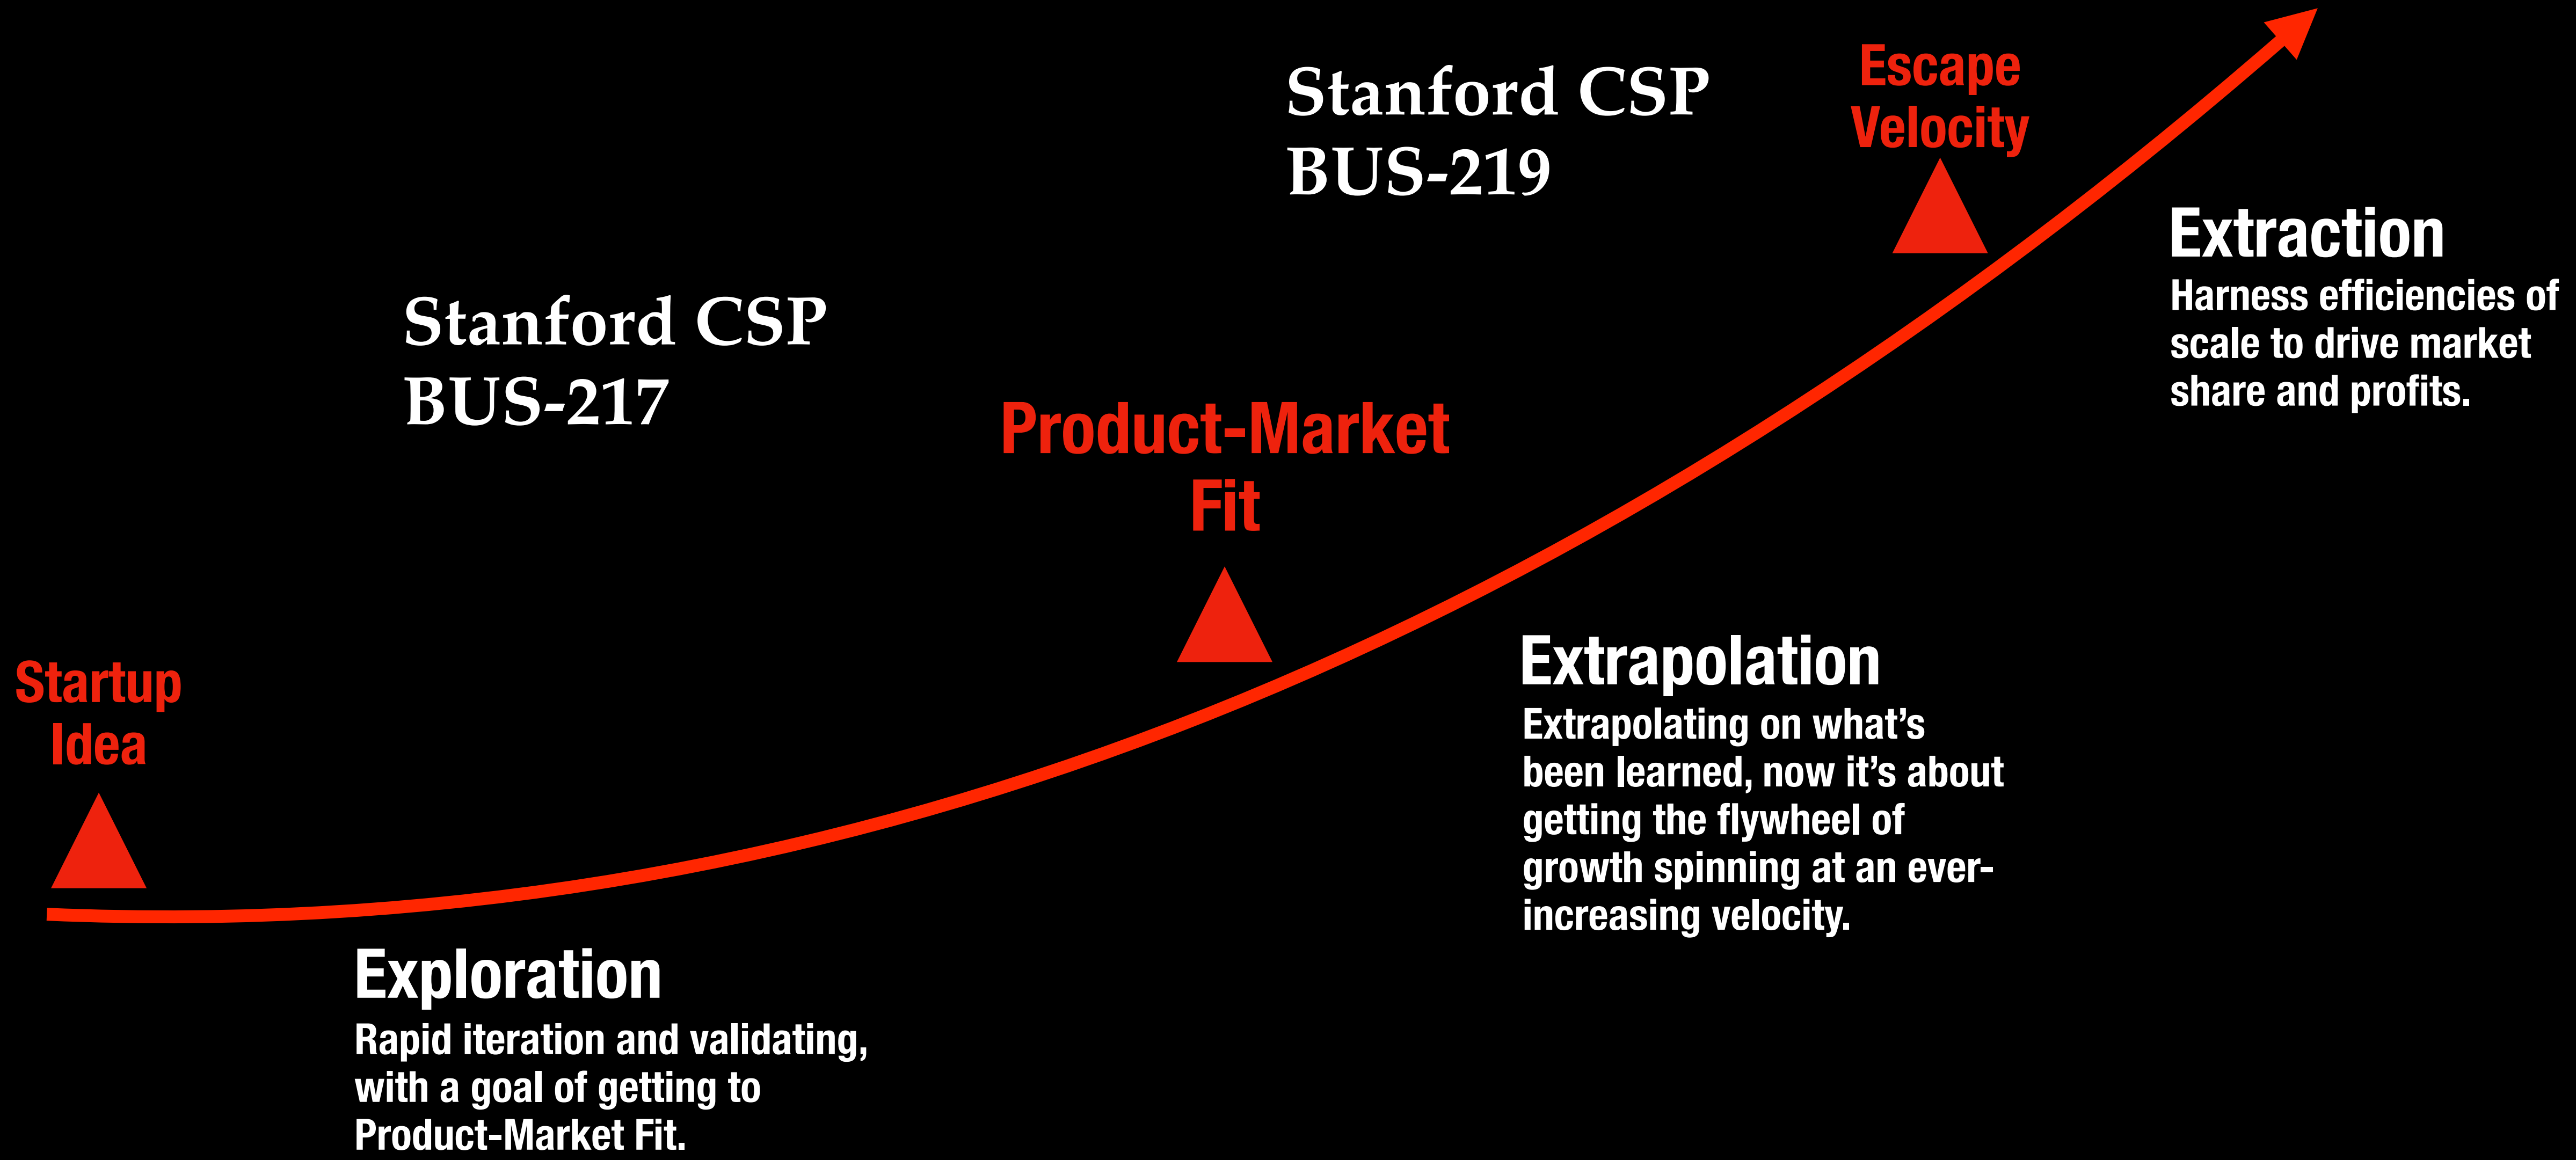 Startup
Idea
Stanford CSP
BUS-217
Exploration
Rapid iteration and validating,
with a goal of getting to
Product-Market Fit.
Product-Market
Fit
Stanford CSP
BUS-219
Extrapolation
Extrapolating on what’s
been learned, now it’s about
getting the flywheel of
growth spinning at an ever-
increasing velocity.
Escape
Velocity
Extraction
Harness efficiencies of
scale to drive market
share and profits.